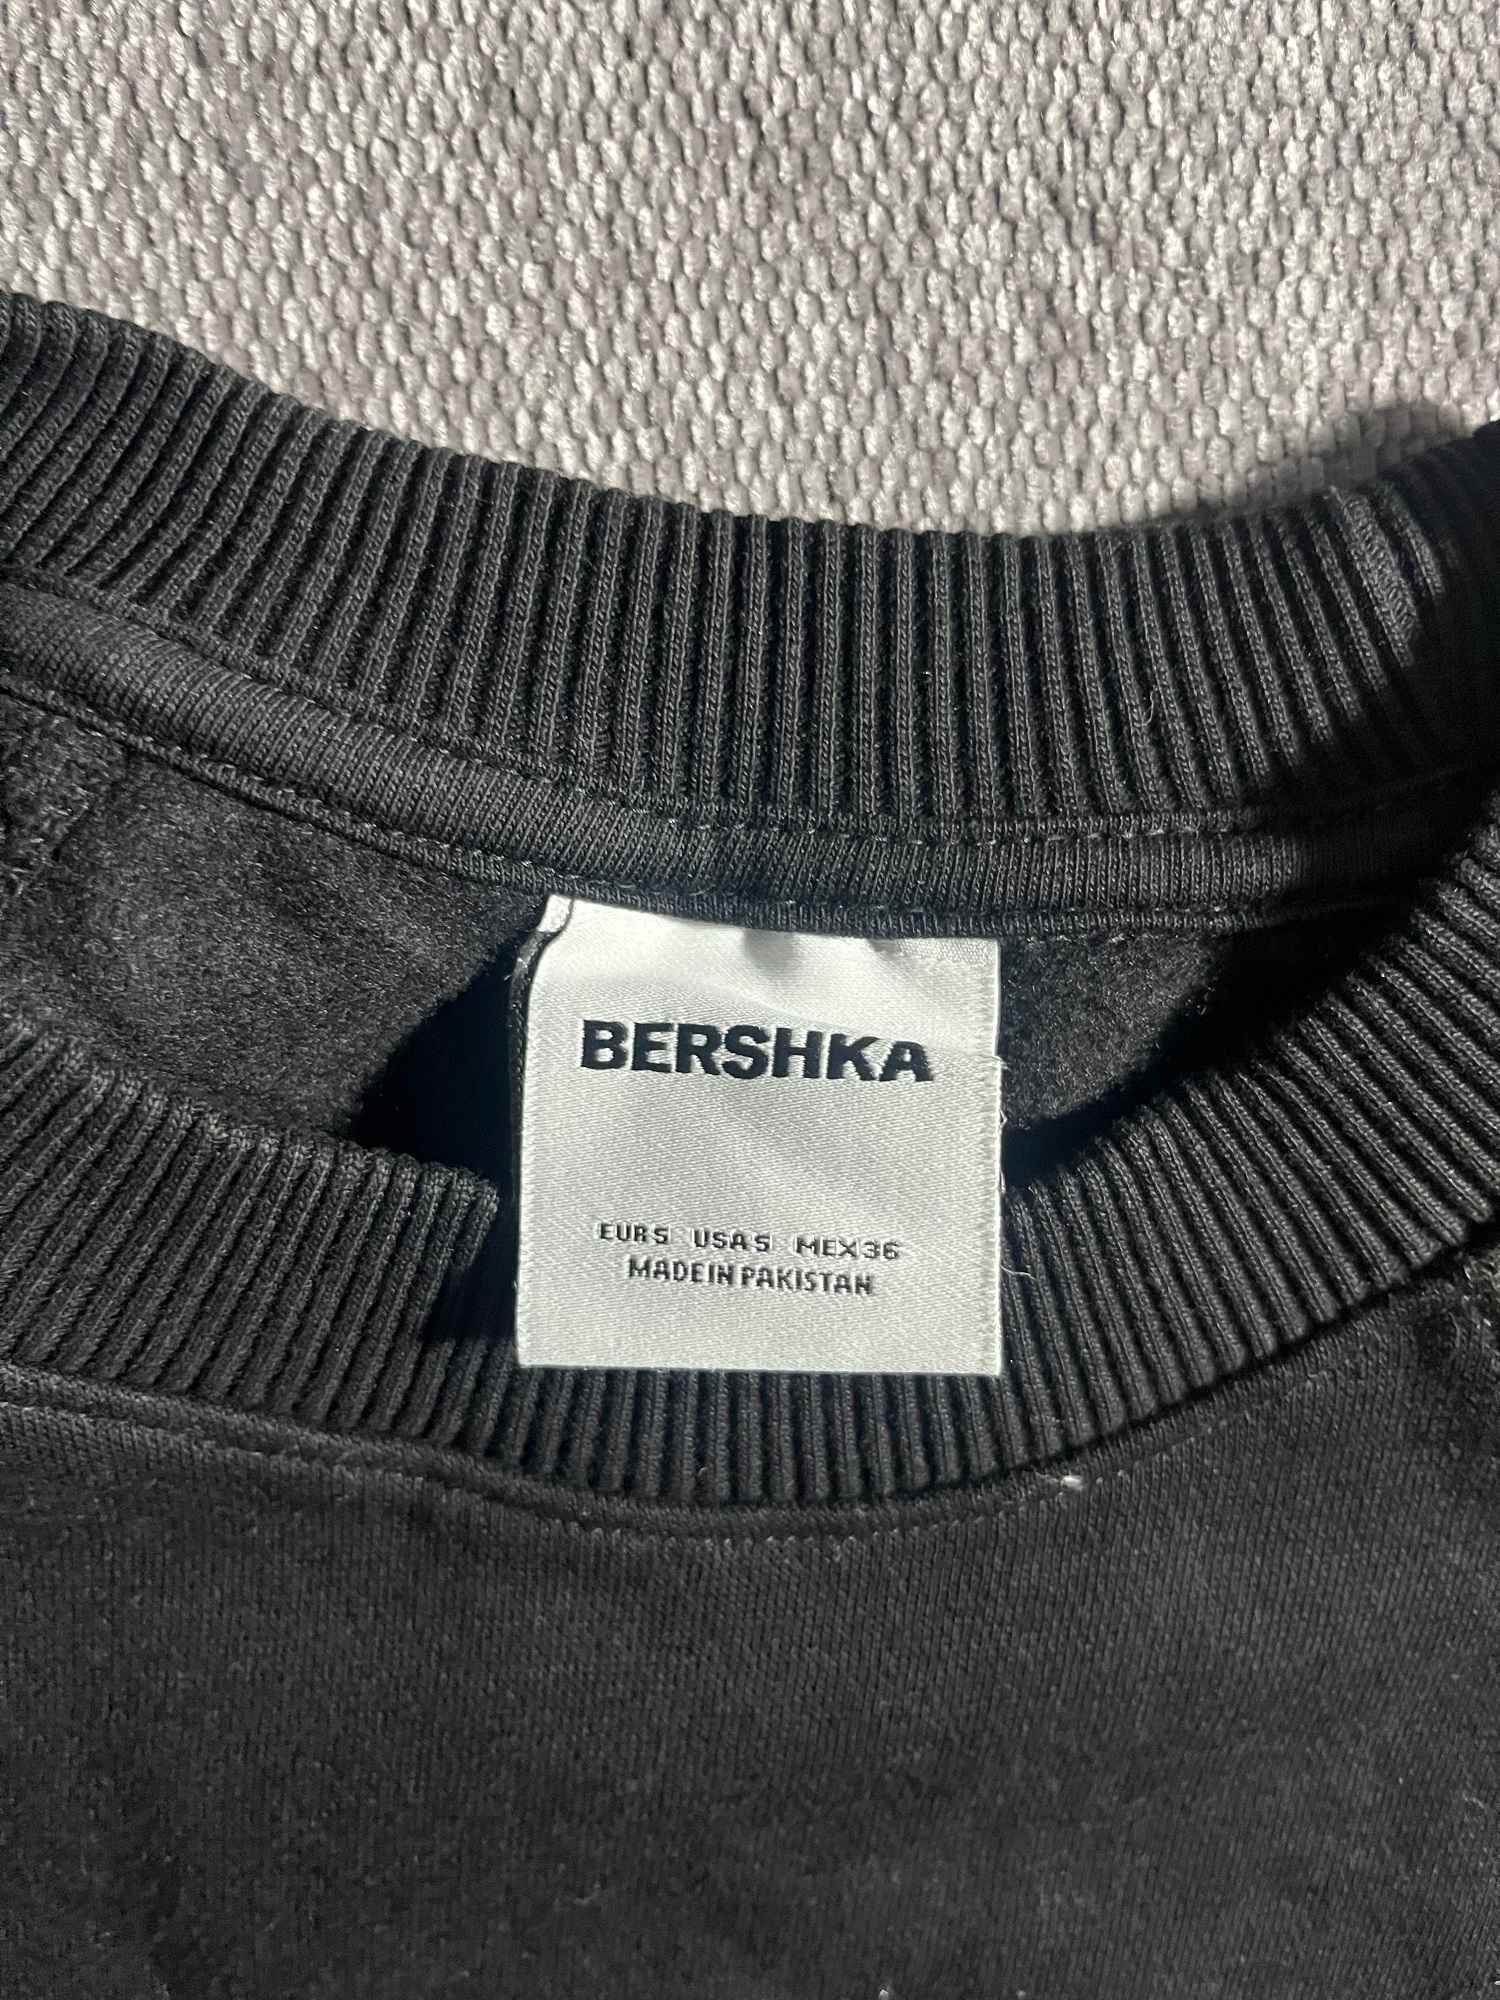 BERSHKA
EUR S USA S MEX 36
MADE IN PAKISTAN